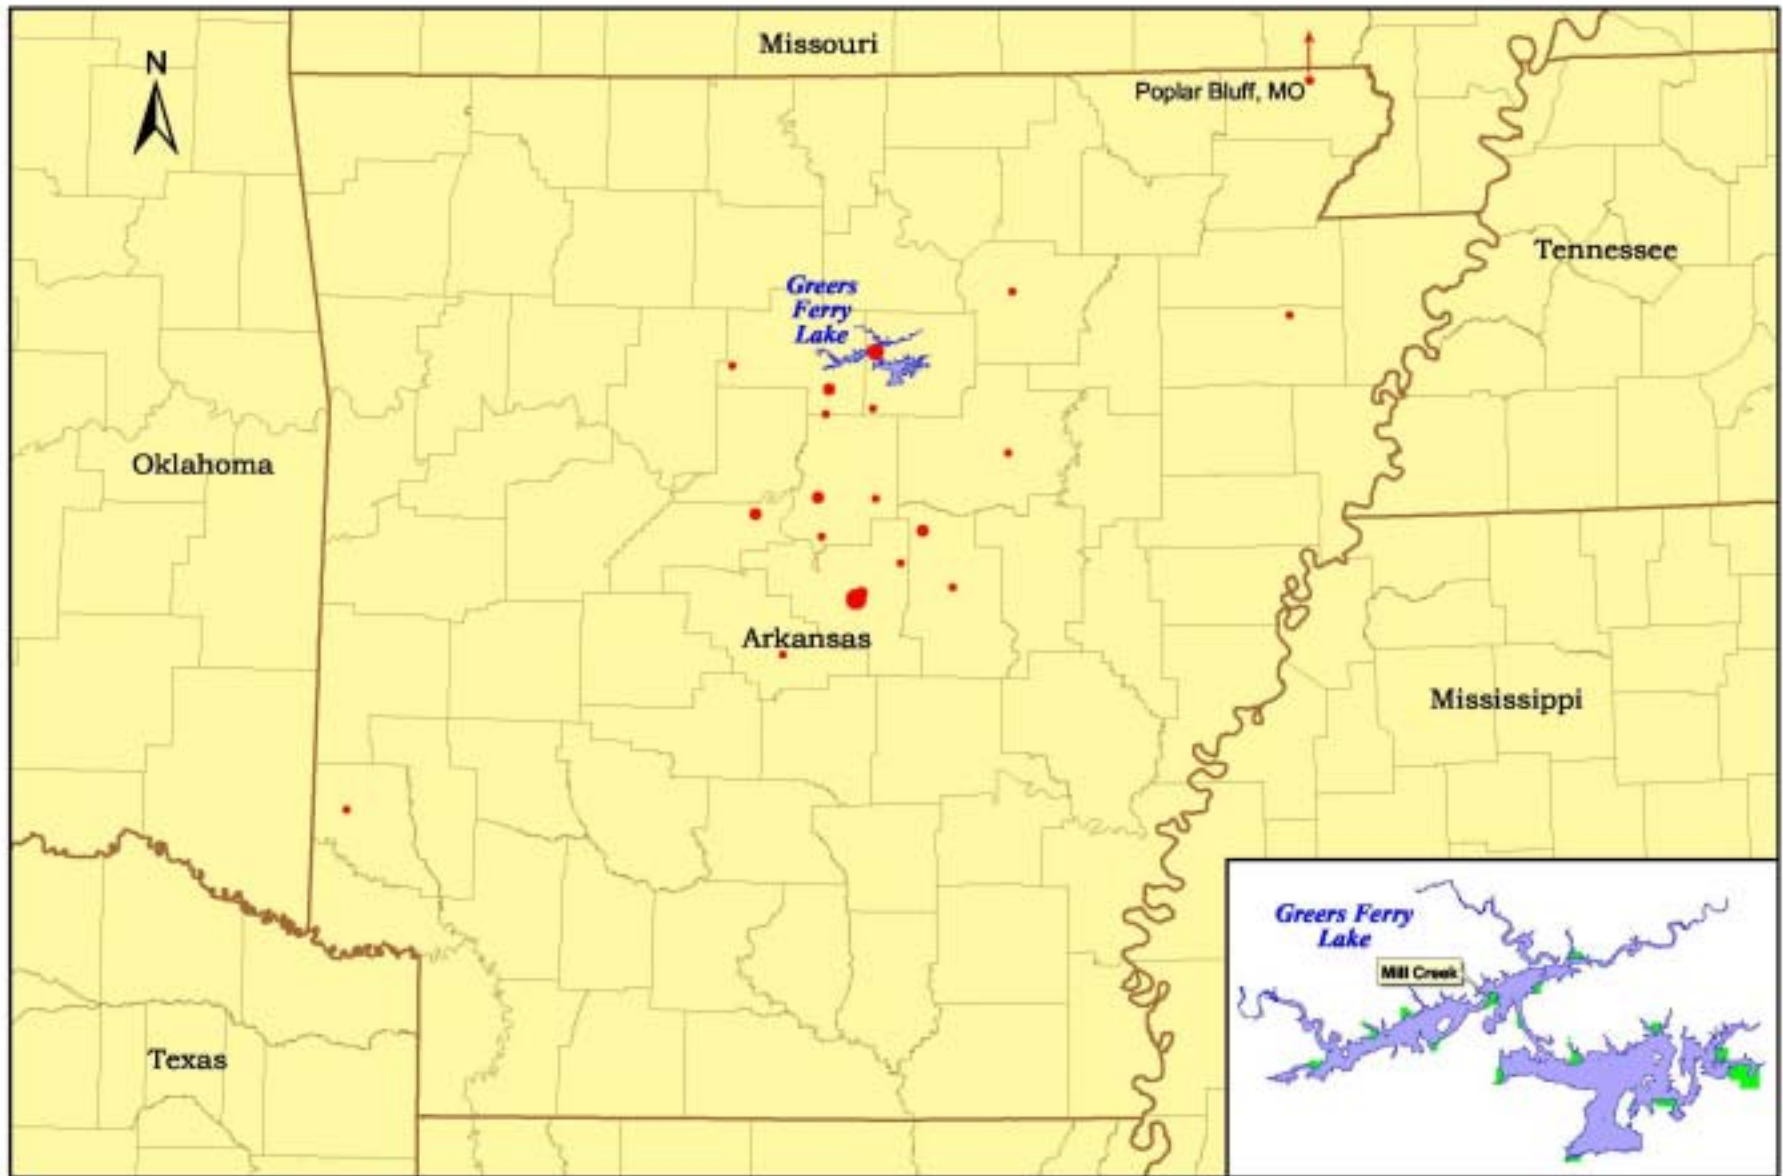 Missouri
N
Poplar Bluff, MO
Tennessee
Greers
Ferry
Lake
Oklahoma
Arkansas
Mississippi
Greers Ferry
Lake
Mill Creek
Texas